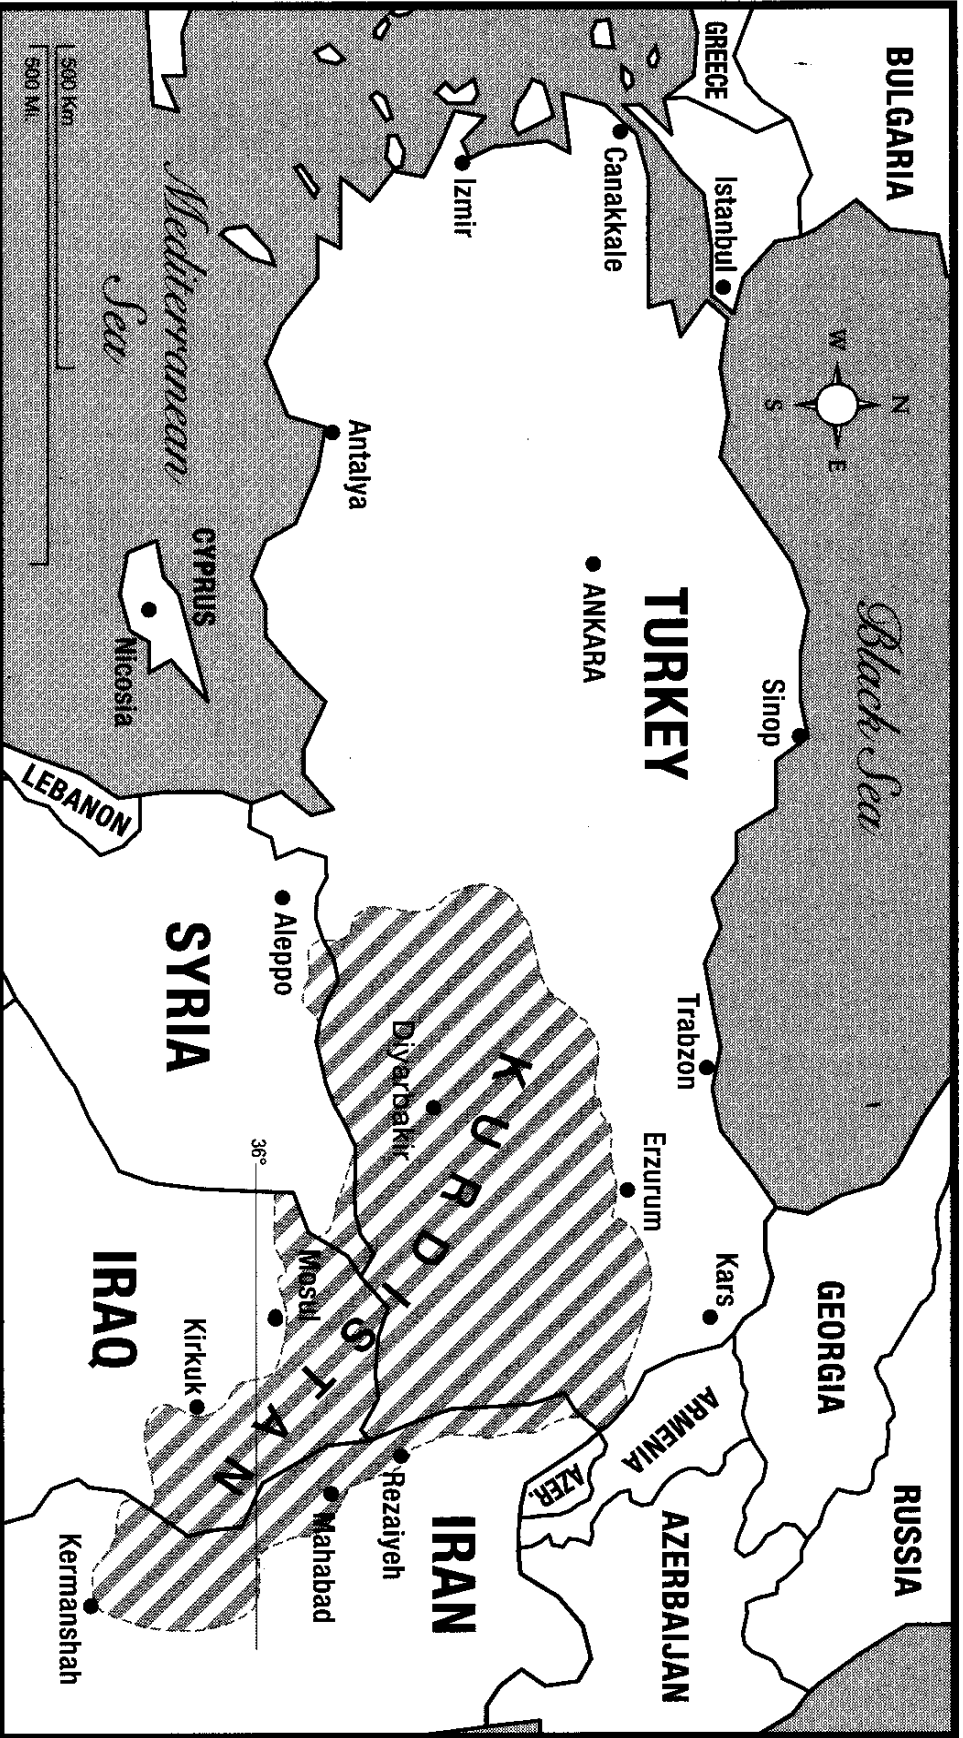 BULGARIA
GREECE
Istanbul
Canakkale
Izmir
N
W
E
S
Black Sea
Sinop
TURKEY
ANKARA
Antalya
Mediterranean
Sea
500 Km
500 Mi.
CYPRUS
Nicosia
LEBANON
SYRIA
Aleppo
Trabzon
Erzurum
Kars
Diyarbakir
KURDISTAN
GEORGIA
RUSSIA
ARMENIA
AZER.
AZERBAIJAN
36°
Mosul
Kirkuk
IRAQ
IRAN
Rezaiyeh
Mahabad
Kermanshah